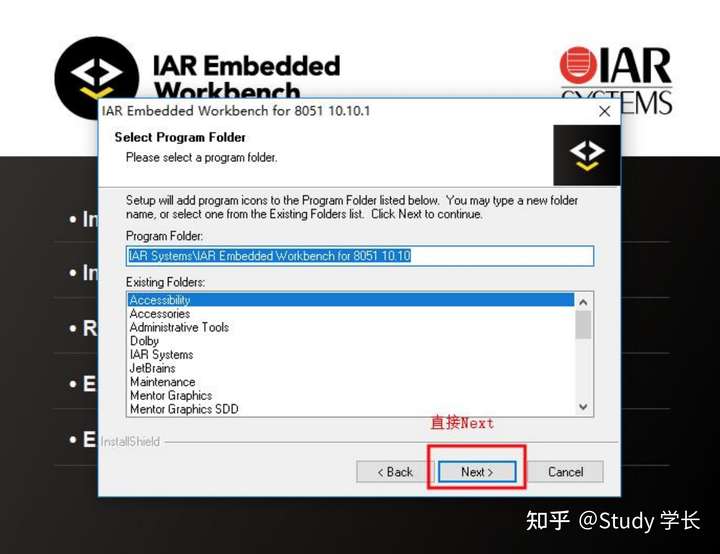 IAR Embedded
Workbench
IAR
SYSTEMS
IAR Embedded Workbench for 8051 10.10.1
Select Program Folder
Please select a program folder.
Setup will add program icons to the Program Folder listed below. You may type a new folder
name, or select one from the Existing Folders list. Click Next to continue.
Program Folder:
IAR Systems\IAR Embedded Workbench for 8051 10.10
Existing Folders:
Accessibility
Accessories
Administrative Tools
Dolby
IAR Systems
JetBrains
Maintenance
Mentor Graphics
Mentor Graphics SDD
直接Next
InstallShield
< Back
Next >
Cancel
知乎 @Study 学长